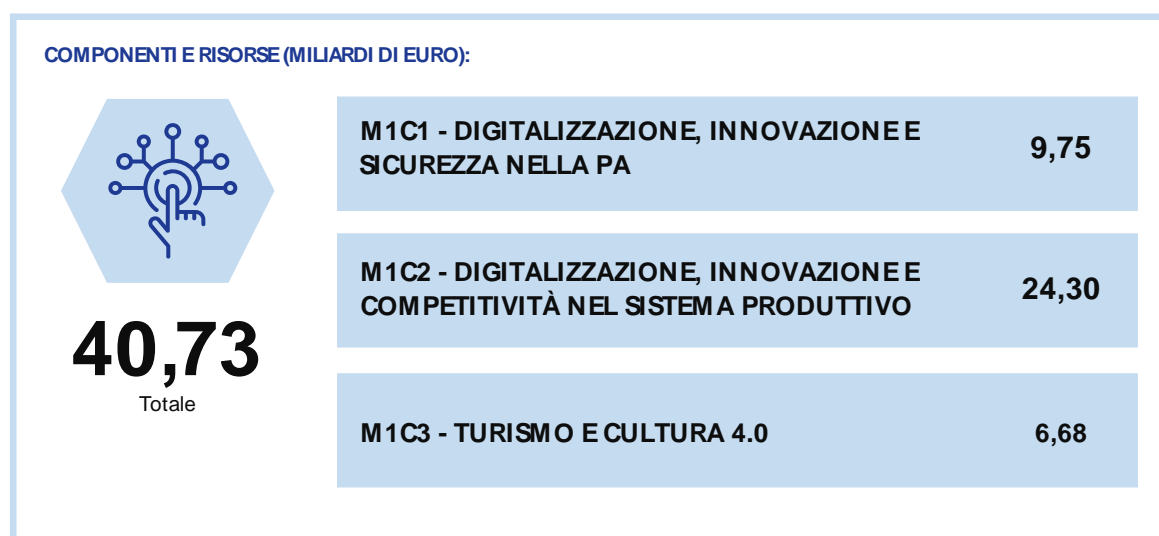 COMPONENTI E RISORSE (MILIARDI DI EURO):
M1C1 - DIGITALIZZAZIONE, INNOVAZIONE E
SICUREZZA NELLA PA
9,75
M1C2 - DIGITALIZZAZIONE, INNOVAZIONE E
COMPETITIVITÀ NEL SISTEMA PRODUTTIVO
24,30
40,73
Totale
M1C3 - TURISMO E CULTURA 4.0
6,68